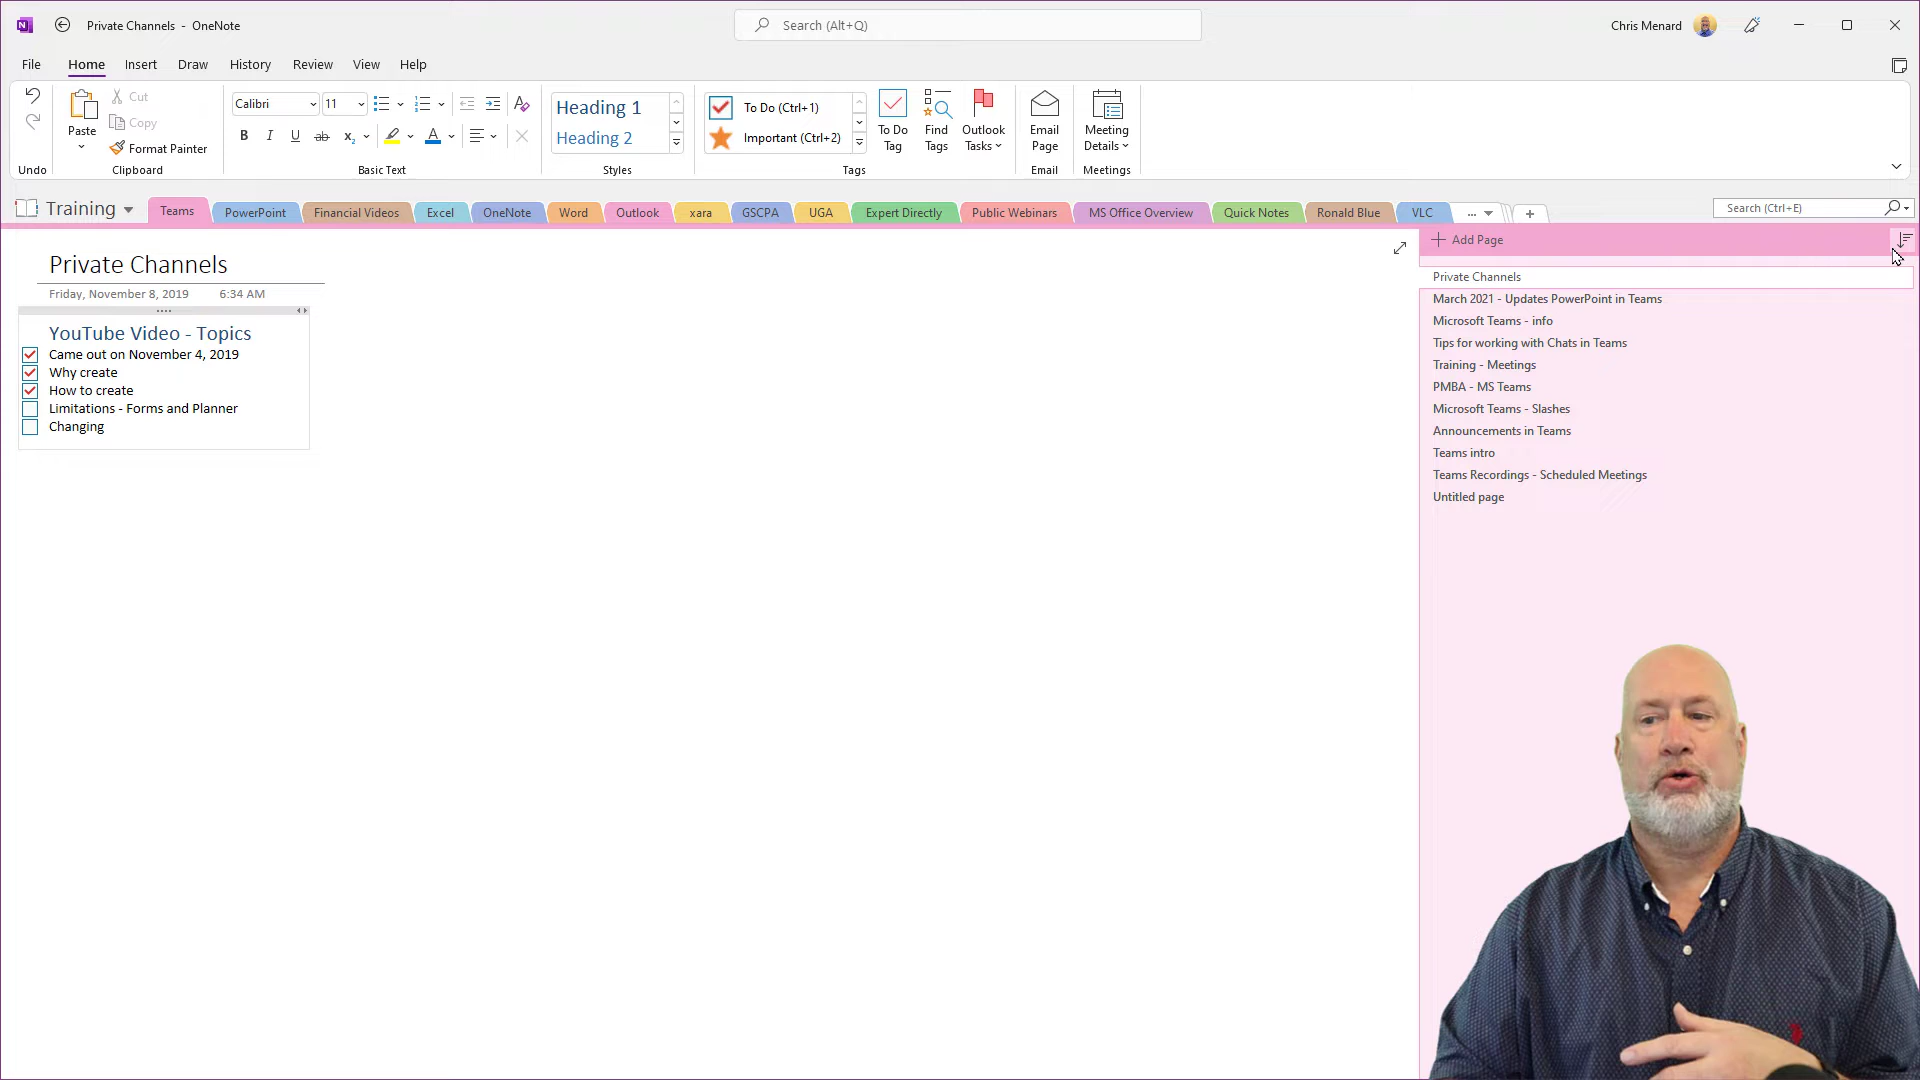 Private Channels - OneNote
Search (Alt+Q)
Chris Menard
File Home Insert Draw History Review View Help
Undo
Paste
Cut
Copy
Format Painter
Clipboard
Calibri 11
Basic Text
Heading 1
Heading 2
Styles
To Do (Ctrl+1)
Important (Ctrl+2)
To Do Tag
Find Tags
Outlook Tasks
Tags
Email Page
Email
Meeting Details
Meetings
Training
Teams PowerPoint Financial Videos Excel OneNote Word Outlook xara GSCPA UGA Expert Directly Public Webinars MS Office Overview Quick Notes Ronald Blue VLC ...
Search (Ctrl+E)
Private Channels
Friday, November 8, 2019 6:34 AM
YouTube Video - Topics
Came out on November 4, 2019
Why create
How to create
Limitations - Forms and Planner
Changing
Add Page
Private Channels
March 2021 - Updates PowerPoint in Teams
Microsoft Teams - info
Tips for working with Chats in Teams
Training - Meetings
PMBA - MS Teams
Microsoft Teams - Slashes
Announcements in Teams
Teams intro
Teams Recordings - Scheduled Meetings
Untitled page